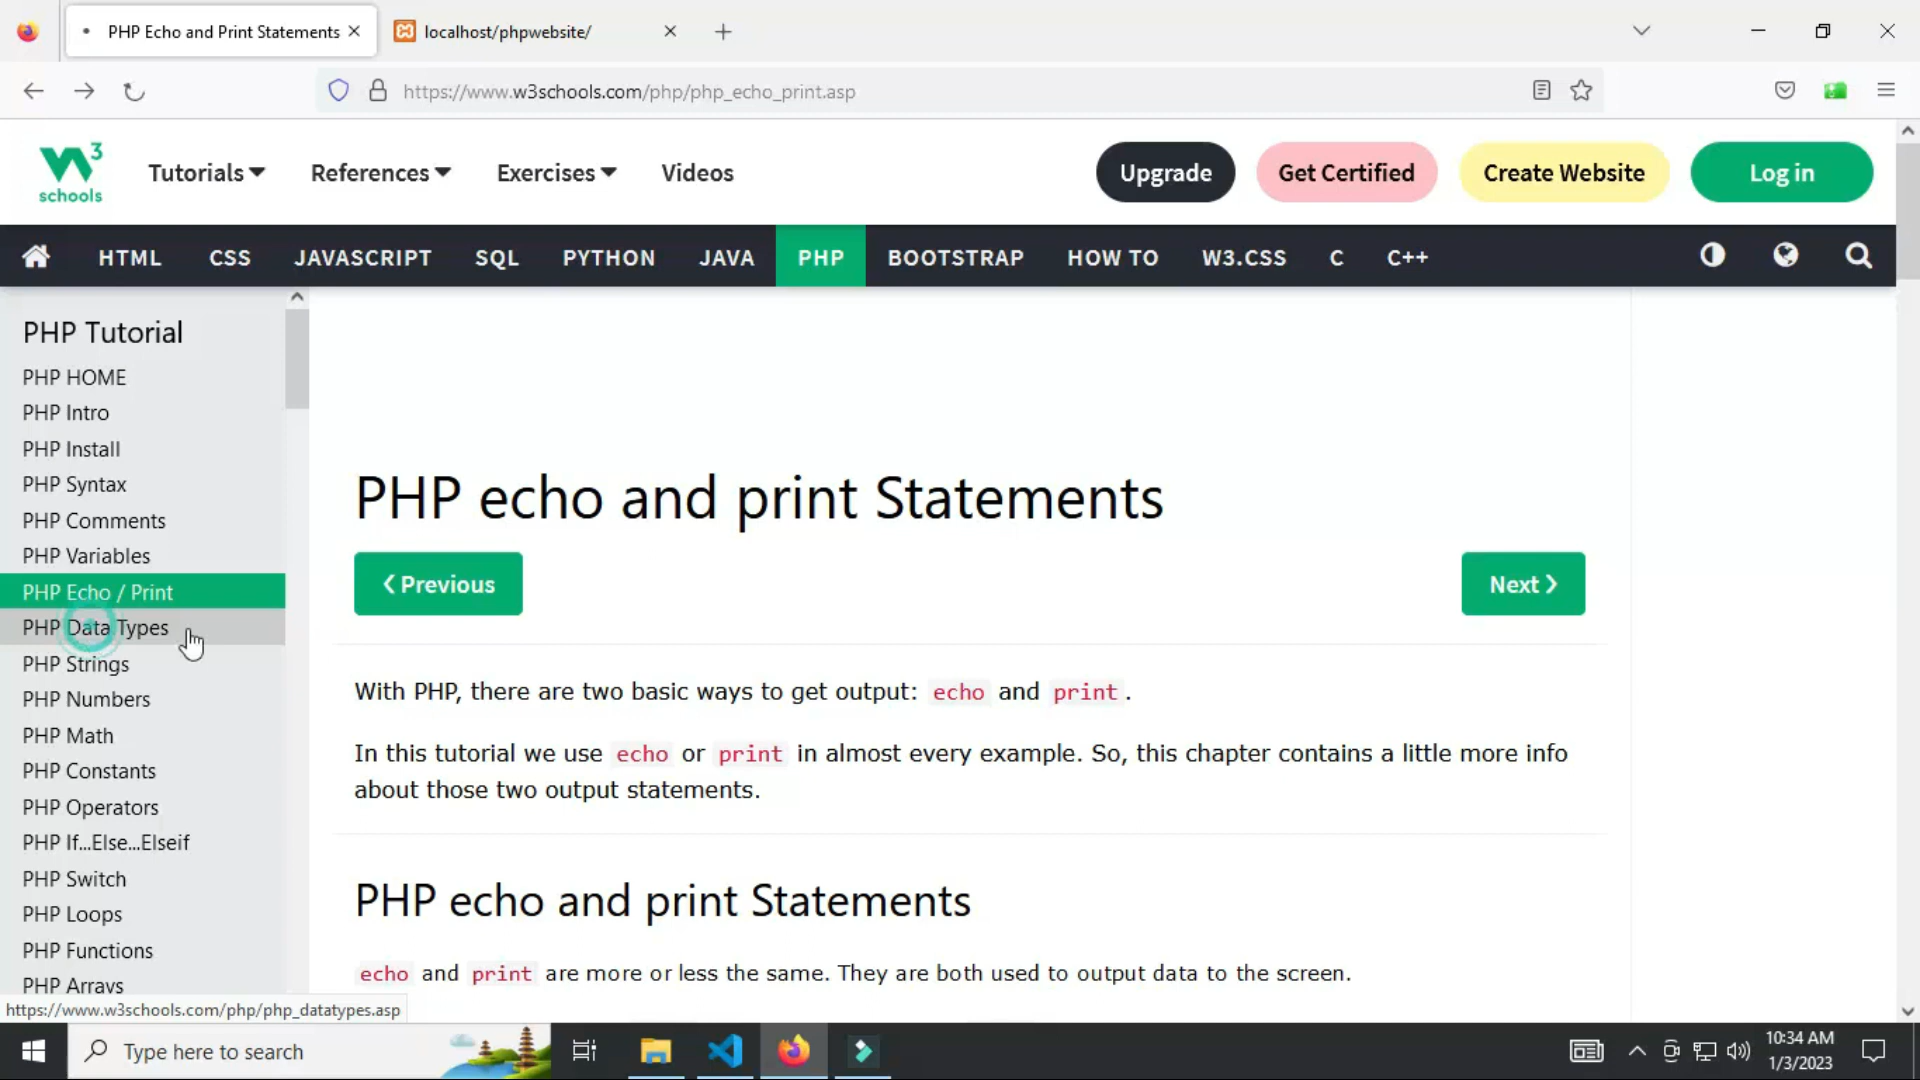 PHP Echo and Print Statements
localhost/phpwebsite/
https://www.w3schools.com/php/php_echo_print.asp
W3
schools
Tutorials
References
Exercises
Videos
Upgrade
Get Certified
Create Website
Log in
HTML
CSS
JAVASCRIPT
SQL
PYTHON
JAVA
PHP
BOOTSTRAP
HOW TO
W3.CSS
C
C++
PHP Tutorial
PHP HOME
PHP Intro
PHP Install
PHP Syntax
PHP Comments
PHP Variables
PHP Echo / Print
PHP Data Types
PHP Strings
PHP Numbers
PHP Math
PHP Constants
PHP Operators
PHP If...Else...Elseif
PHP Switch
PHP Loops
PHP Functions
PHP Arrays
https://www.w3schools.com/php/php_datatypes.asp
PHP echo and print Statements
❮ Previous
Next ❯
With PHP, there are two basic ways to get output: echo and print.
In this tutorial we use echo or print in almost every example. So, this chapter contains a little more info
about those two output statements.
PHP echo and print Statements
echo and print are more or less the same. They are both used to output data to the screen.
Type here to search
10:34 AM
1/3/2023